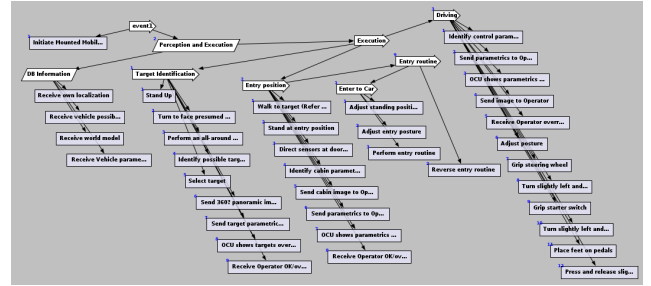 event1
Initiate Mounted Mobil...
Perception and Execution
Execution
Driving
DB Information
Receive own localization
Receive vehicle possib...
Receive world model
Receive Vehicle parame...
Target Identification
Stand Up
Turn to face presumed ...
Perform an all-around ...
Identify possible targ...
Select target
Send 360? panoramic im...
Send target parametric...
OCU shows targets over...
Receive Operator OK/ov...
Entry position
Walk to target (Refer ...
Stand at entry position
Direct sensors at door...
Identify cabin paramet...
Send cabin image to Op...
Send parameters to Op...
OCU shows parametrics ...
Receive Operator OK/ov...
Entry routine
Enter to Car
Adjust standing positi...
Adjust entry posture
Perform entry routine
Reverse entry routine
Identify control param...
Send parametrics to Op...
OCU shows parametrics ...
Send image to Operator
Receive Operator overr...
Adjust posture
Grip steering wheel
Turn slightly left and...
Grip starter switch
Turn slightly left and...
Place feet on pedals
Press and release slig...